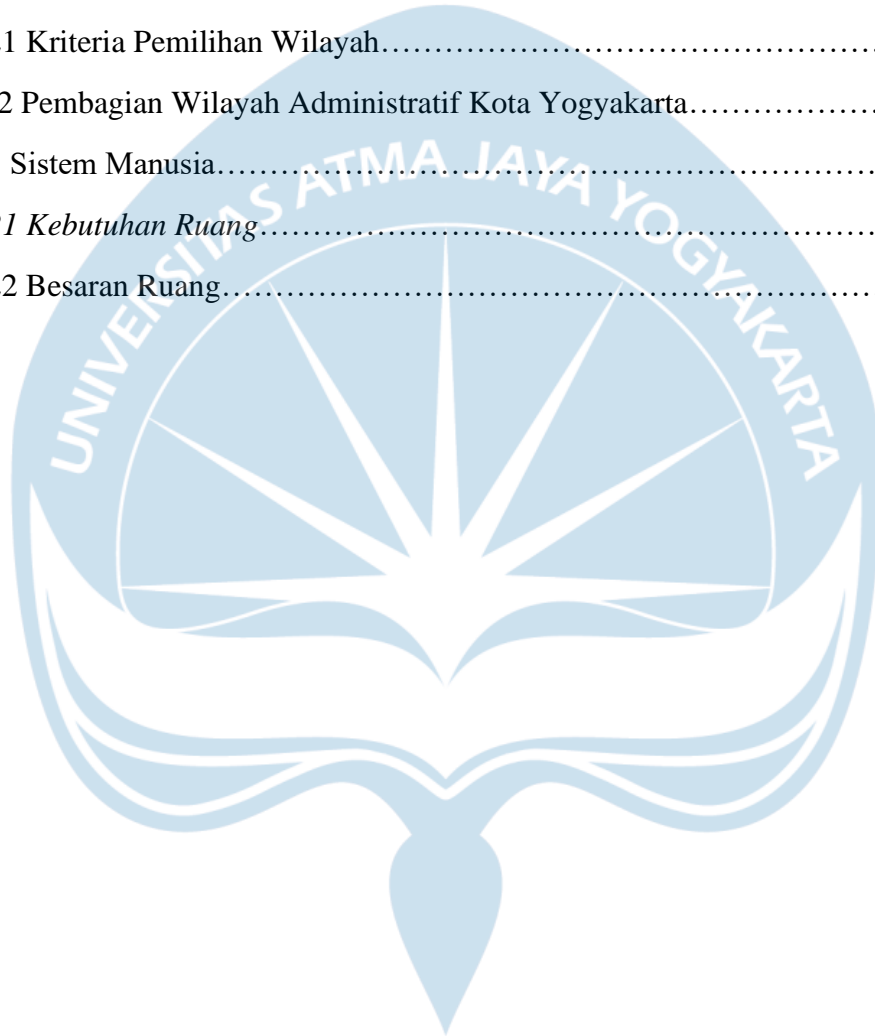 1 Kriteria Pemilihan Wilayah……………………………………………………
2 Pembagian Wilayah Administratif Kota Yogyakarta…………………
Sistem Manusia………………………………………………………………
1 Kebutuhan Ruang……………………………………………………………
2 Besaran Ruang………………………………………………………………
UNIVERSITAS ATMA JAYA YOGYAKARTA